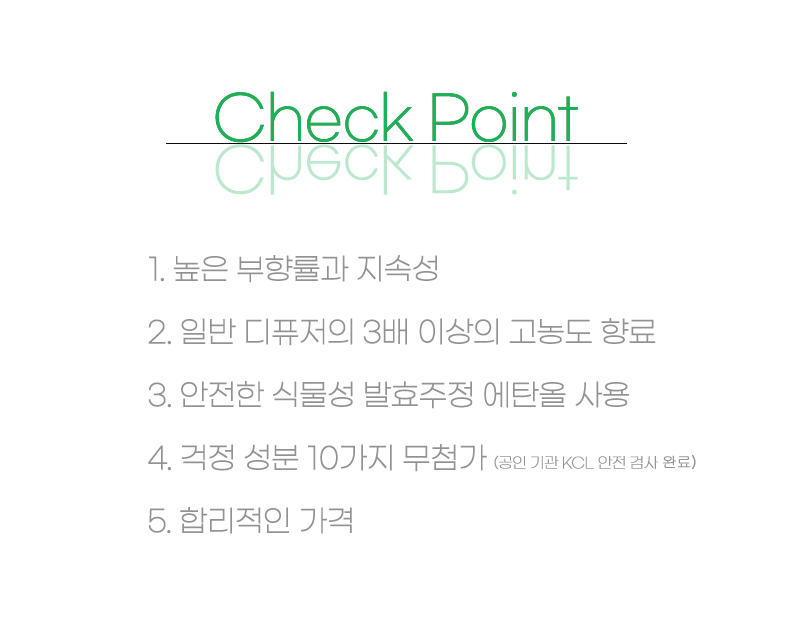 Check Point
1. 높은 부향률과 지속성
2. 일반 디퓨저의 3배 이상의 고농도 향료
3. 안전한 식물성 발효주정 에탄올 사용
4. 걱정 성분 10가지 무첨가 (공인 기관 KCL 안전 검사 완료)
5. 합리적인 가격